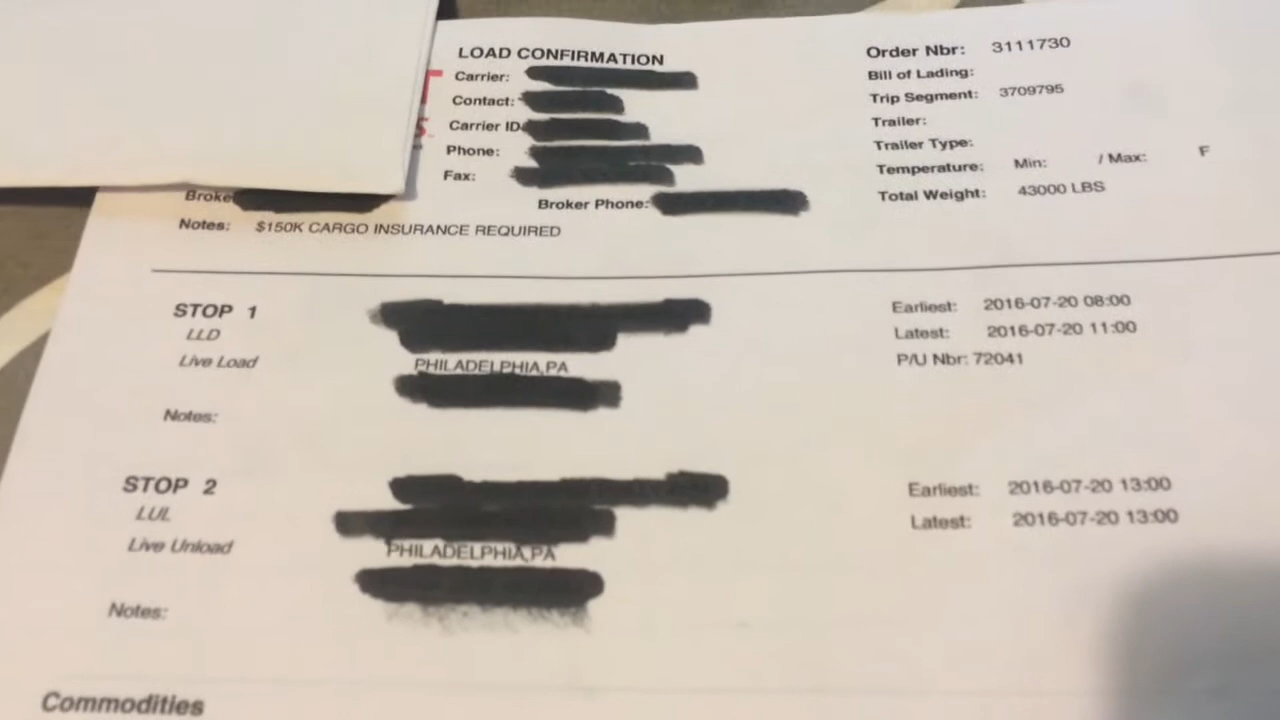 LOAD CONFIRMATION
Carrier:
Contact:
Carrier ID
Phone:
Fax:
Order Nbr: 3111730
Bill of Lading:
Trip Segment: 3709795
Trailer:
Trailer Type:
Temperature: Min: / Max: F
Total Weight: 43000 LBS
Broke
Broker Phone:
Notes: $150K CARGO INSURANCE REQUIRED
STOP 1
LLD
Live Load
PHILADELPHIA,PA
Notes:
Earliest: 2016-07-20 08:00
Latest: 2016-07-20 11:00
P/U Nbr: 72041
STOP 2
LUL
Live Unload
PHILADELPHIA,PA
Notes:
Earliest: 2016-07-20 13:00
Latest: 2016-07-20 13:00
Commodities